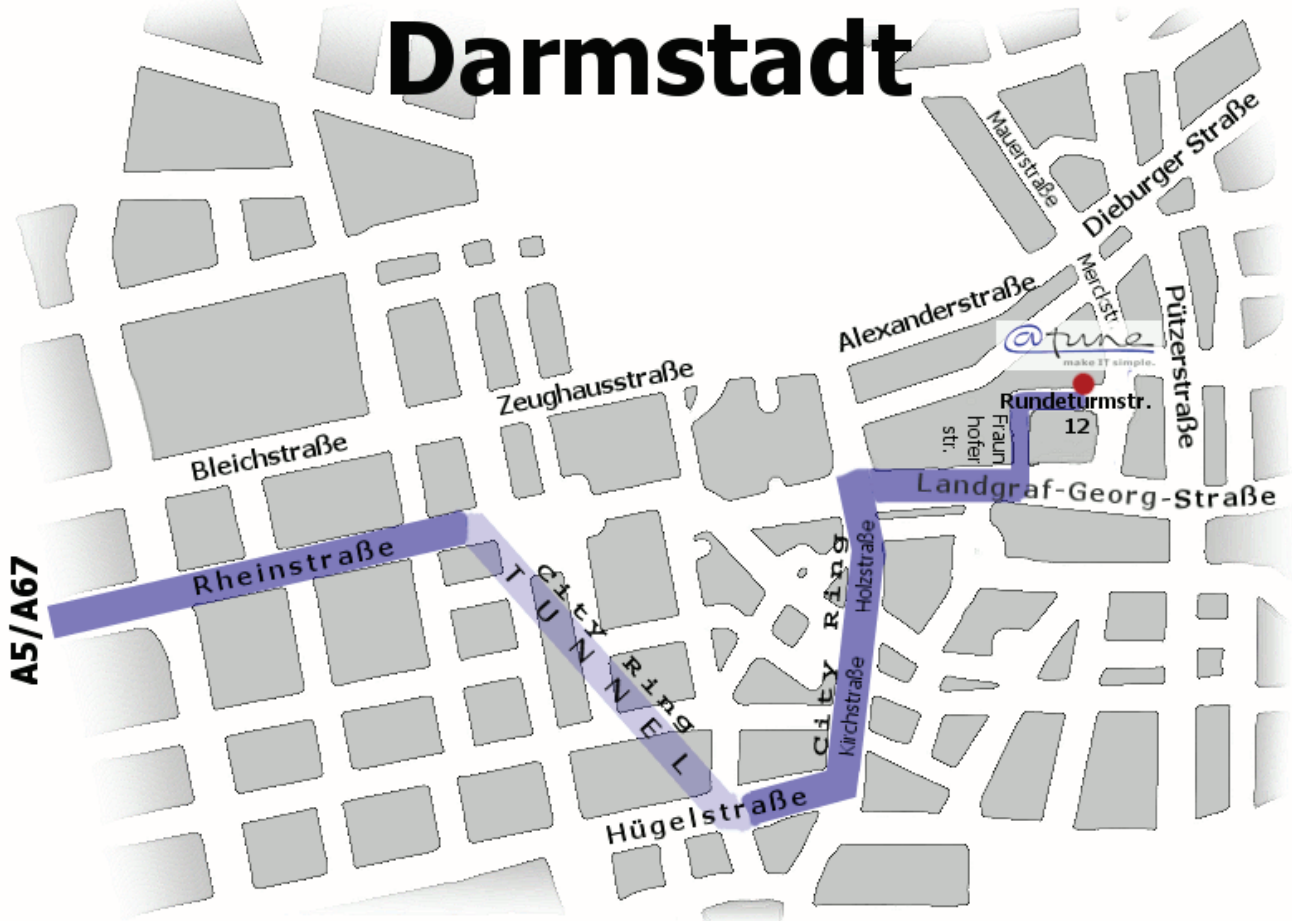 Darmstadt
Mauerstraße
Dieburger Straße
Merckstr.
Alexanderstraße
Pützerstraße
@tune
make IT simple.
Zeughausstraße
Rundeturmstr.
12
Fraun
hofer
str.
Bleichstraße
Landgraf-Georg-Straße
Rheinstraße
A5/A67
TUNNEL
City Ring
City Ring
Holzstraße
Kirchstraße
Hügelstraße